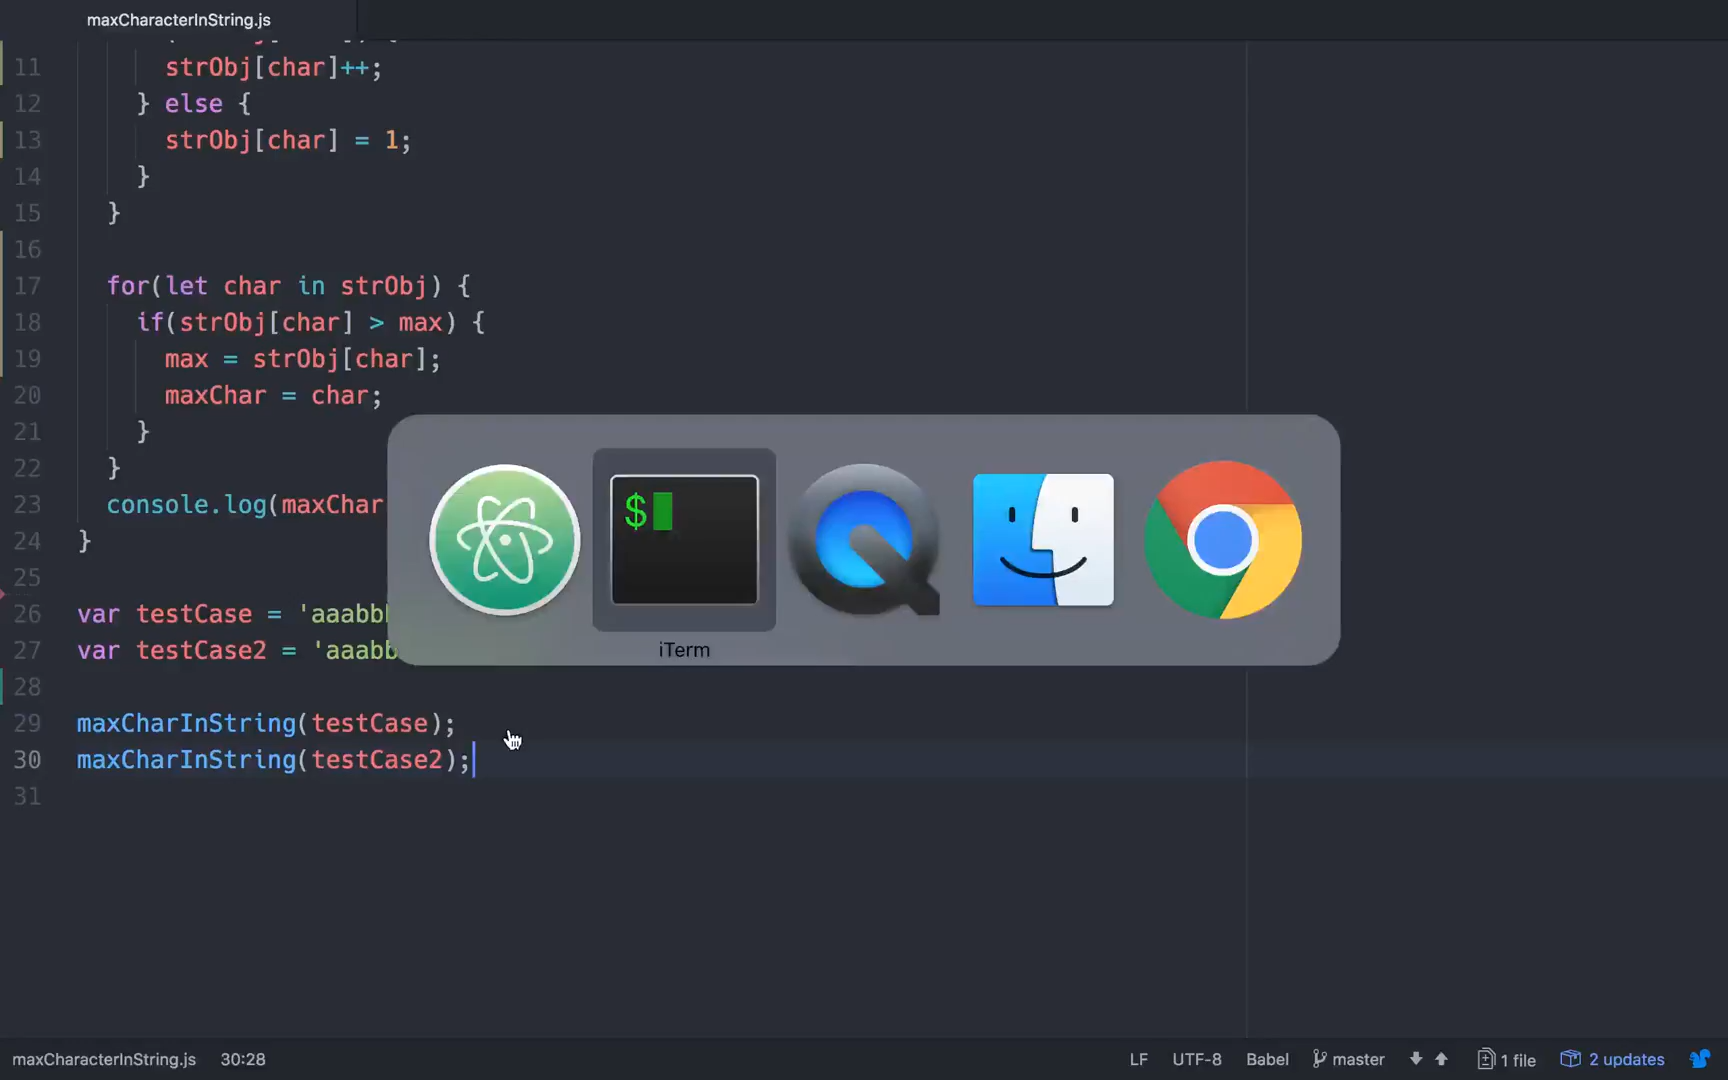 maxCharacterInString.js
11 strObj[char]++;
12 } else {
13 strObj[char] = 1;
14 }
15 }
16
17 for(let char in strObj) {
18 if(strObj[char] > max) {
19 max = strObj[char];
20 maxChar = char;
21 }
22 }
23 console.log(maxChar
24 }
25
26 var testCase = 'aaabb
27 var testCase2 = 'aaabb
28
29 maxCharInString(testCase);
30 maxCharInString(testCase2);
31
$
iTerm
maxCharacterInString.js 30:28 LF UTF-8 Babel master 1 file 2 updates